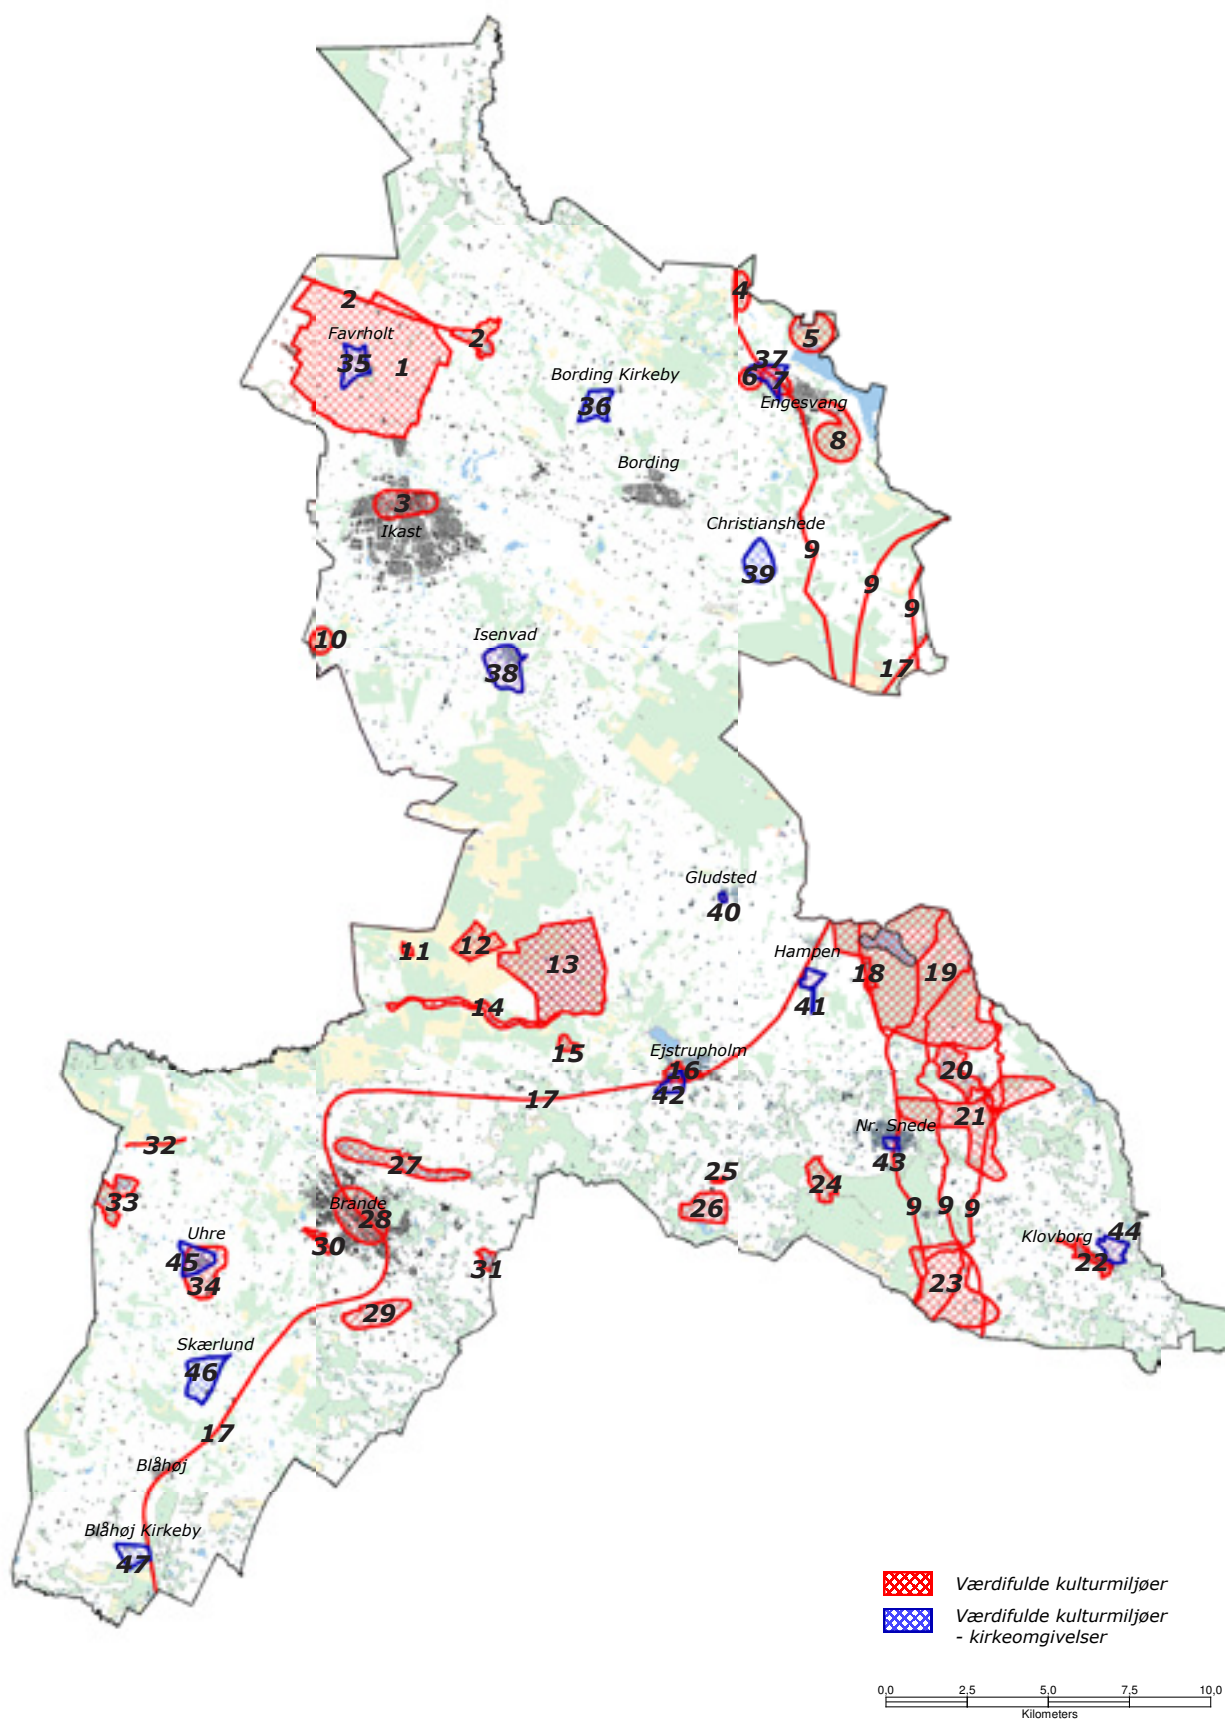 4
2
Favrholt
2
5
37
35
1
6
7
Bording Kirkeby
36
Engesvang
8
Bording
3
Ikast
Christianshede
9
39
9
9
10
Isenvad
38
17
Gludsted
40
11
12
13
Hampen
18
19
14
41
15
Ejstrupholm
16
42
20
17
21
Nr. Snede
32
43
27
25
24
33
26
Brande
28
9
9
9
Uhre
30
Klovborg
44
45
31
22
34
23
29
Skærlund
46
17
Blåhøj
Blåhøj Kirkeby
47
Værdifulde kulturmiljøer
Værdifulde kulturmiljøer
- kirkeomgivelser
0,0 2,5 5,0 7,5 10,0
Kilometers